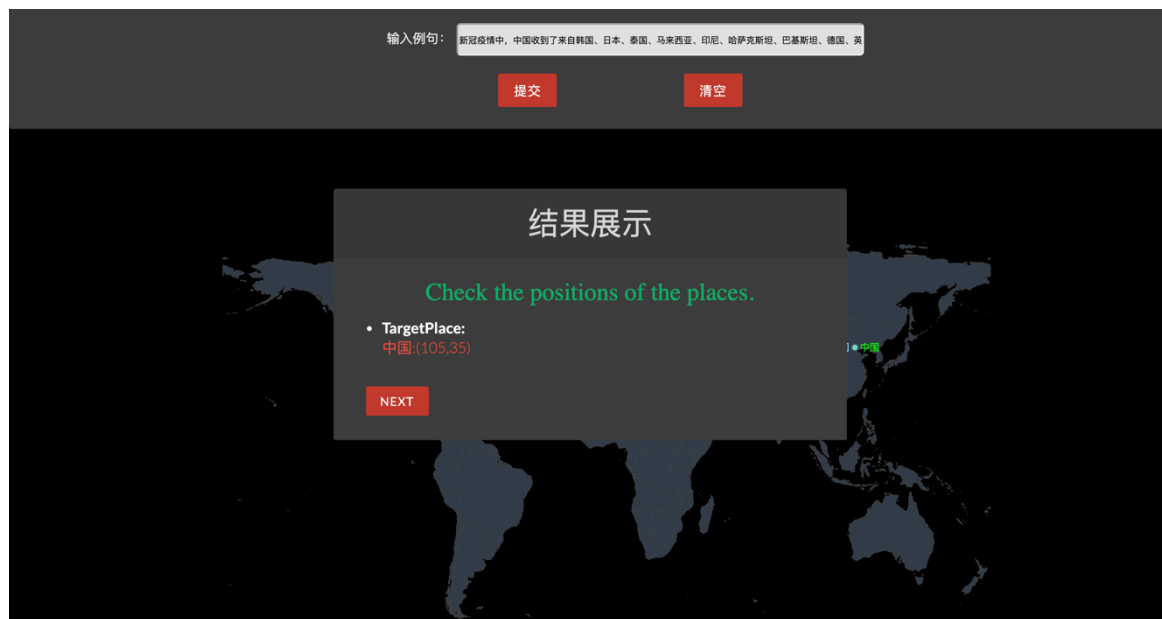 输入例句：
新冠疫情中，中国收到了来自韩国、日本、泰国、马来西亚、印尼、哈萨克斯坦、巴基斯坦、德国、英
提交
清空
结果展示
Check the positions of the places.
• TargetPlace:
中国:(105,35)
中国
NEXT